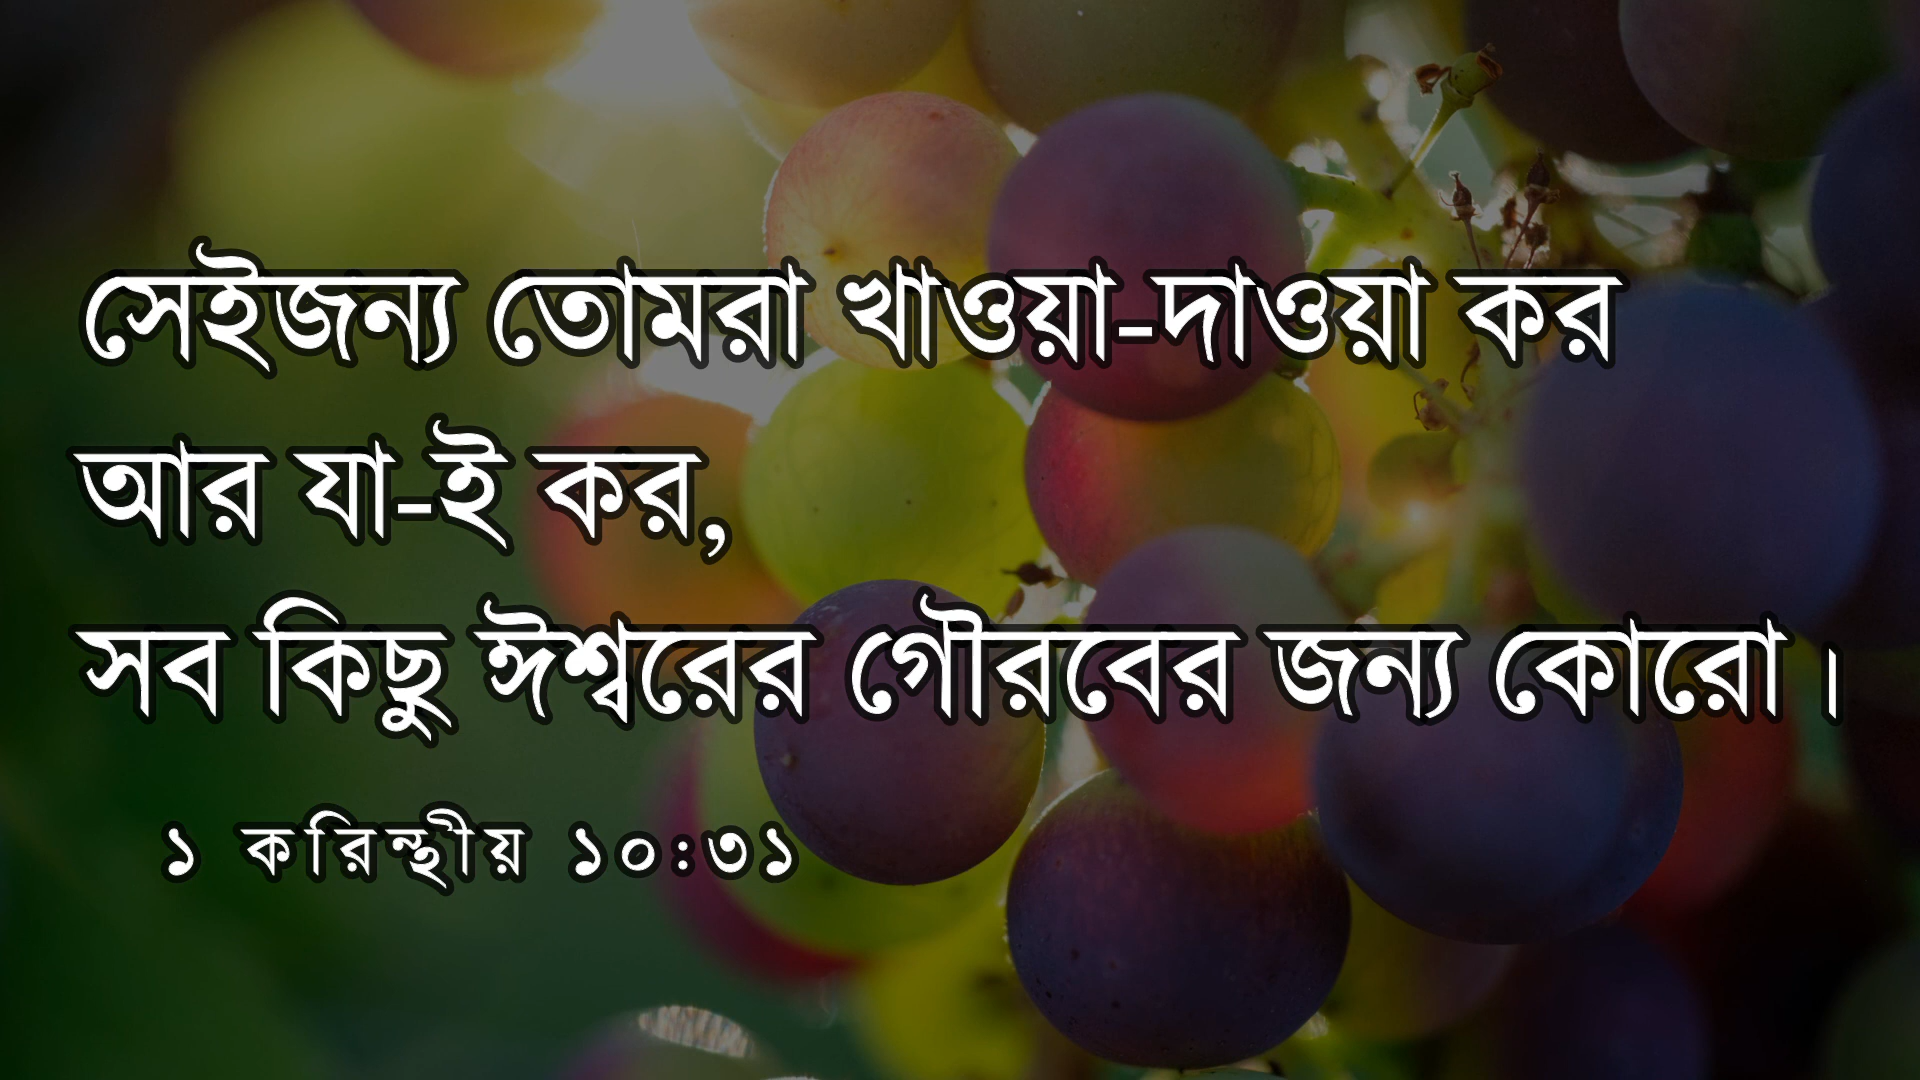 সেইজন্য তোমরা খাওয়া-দাওয়া কর
আর যা-ই কর,
সব কিছু ঈশ্বরের গৌরবের জন্য কোরো।
১ করিন্থীয় ১০:৩১